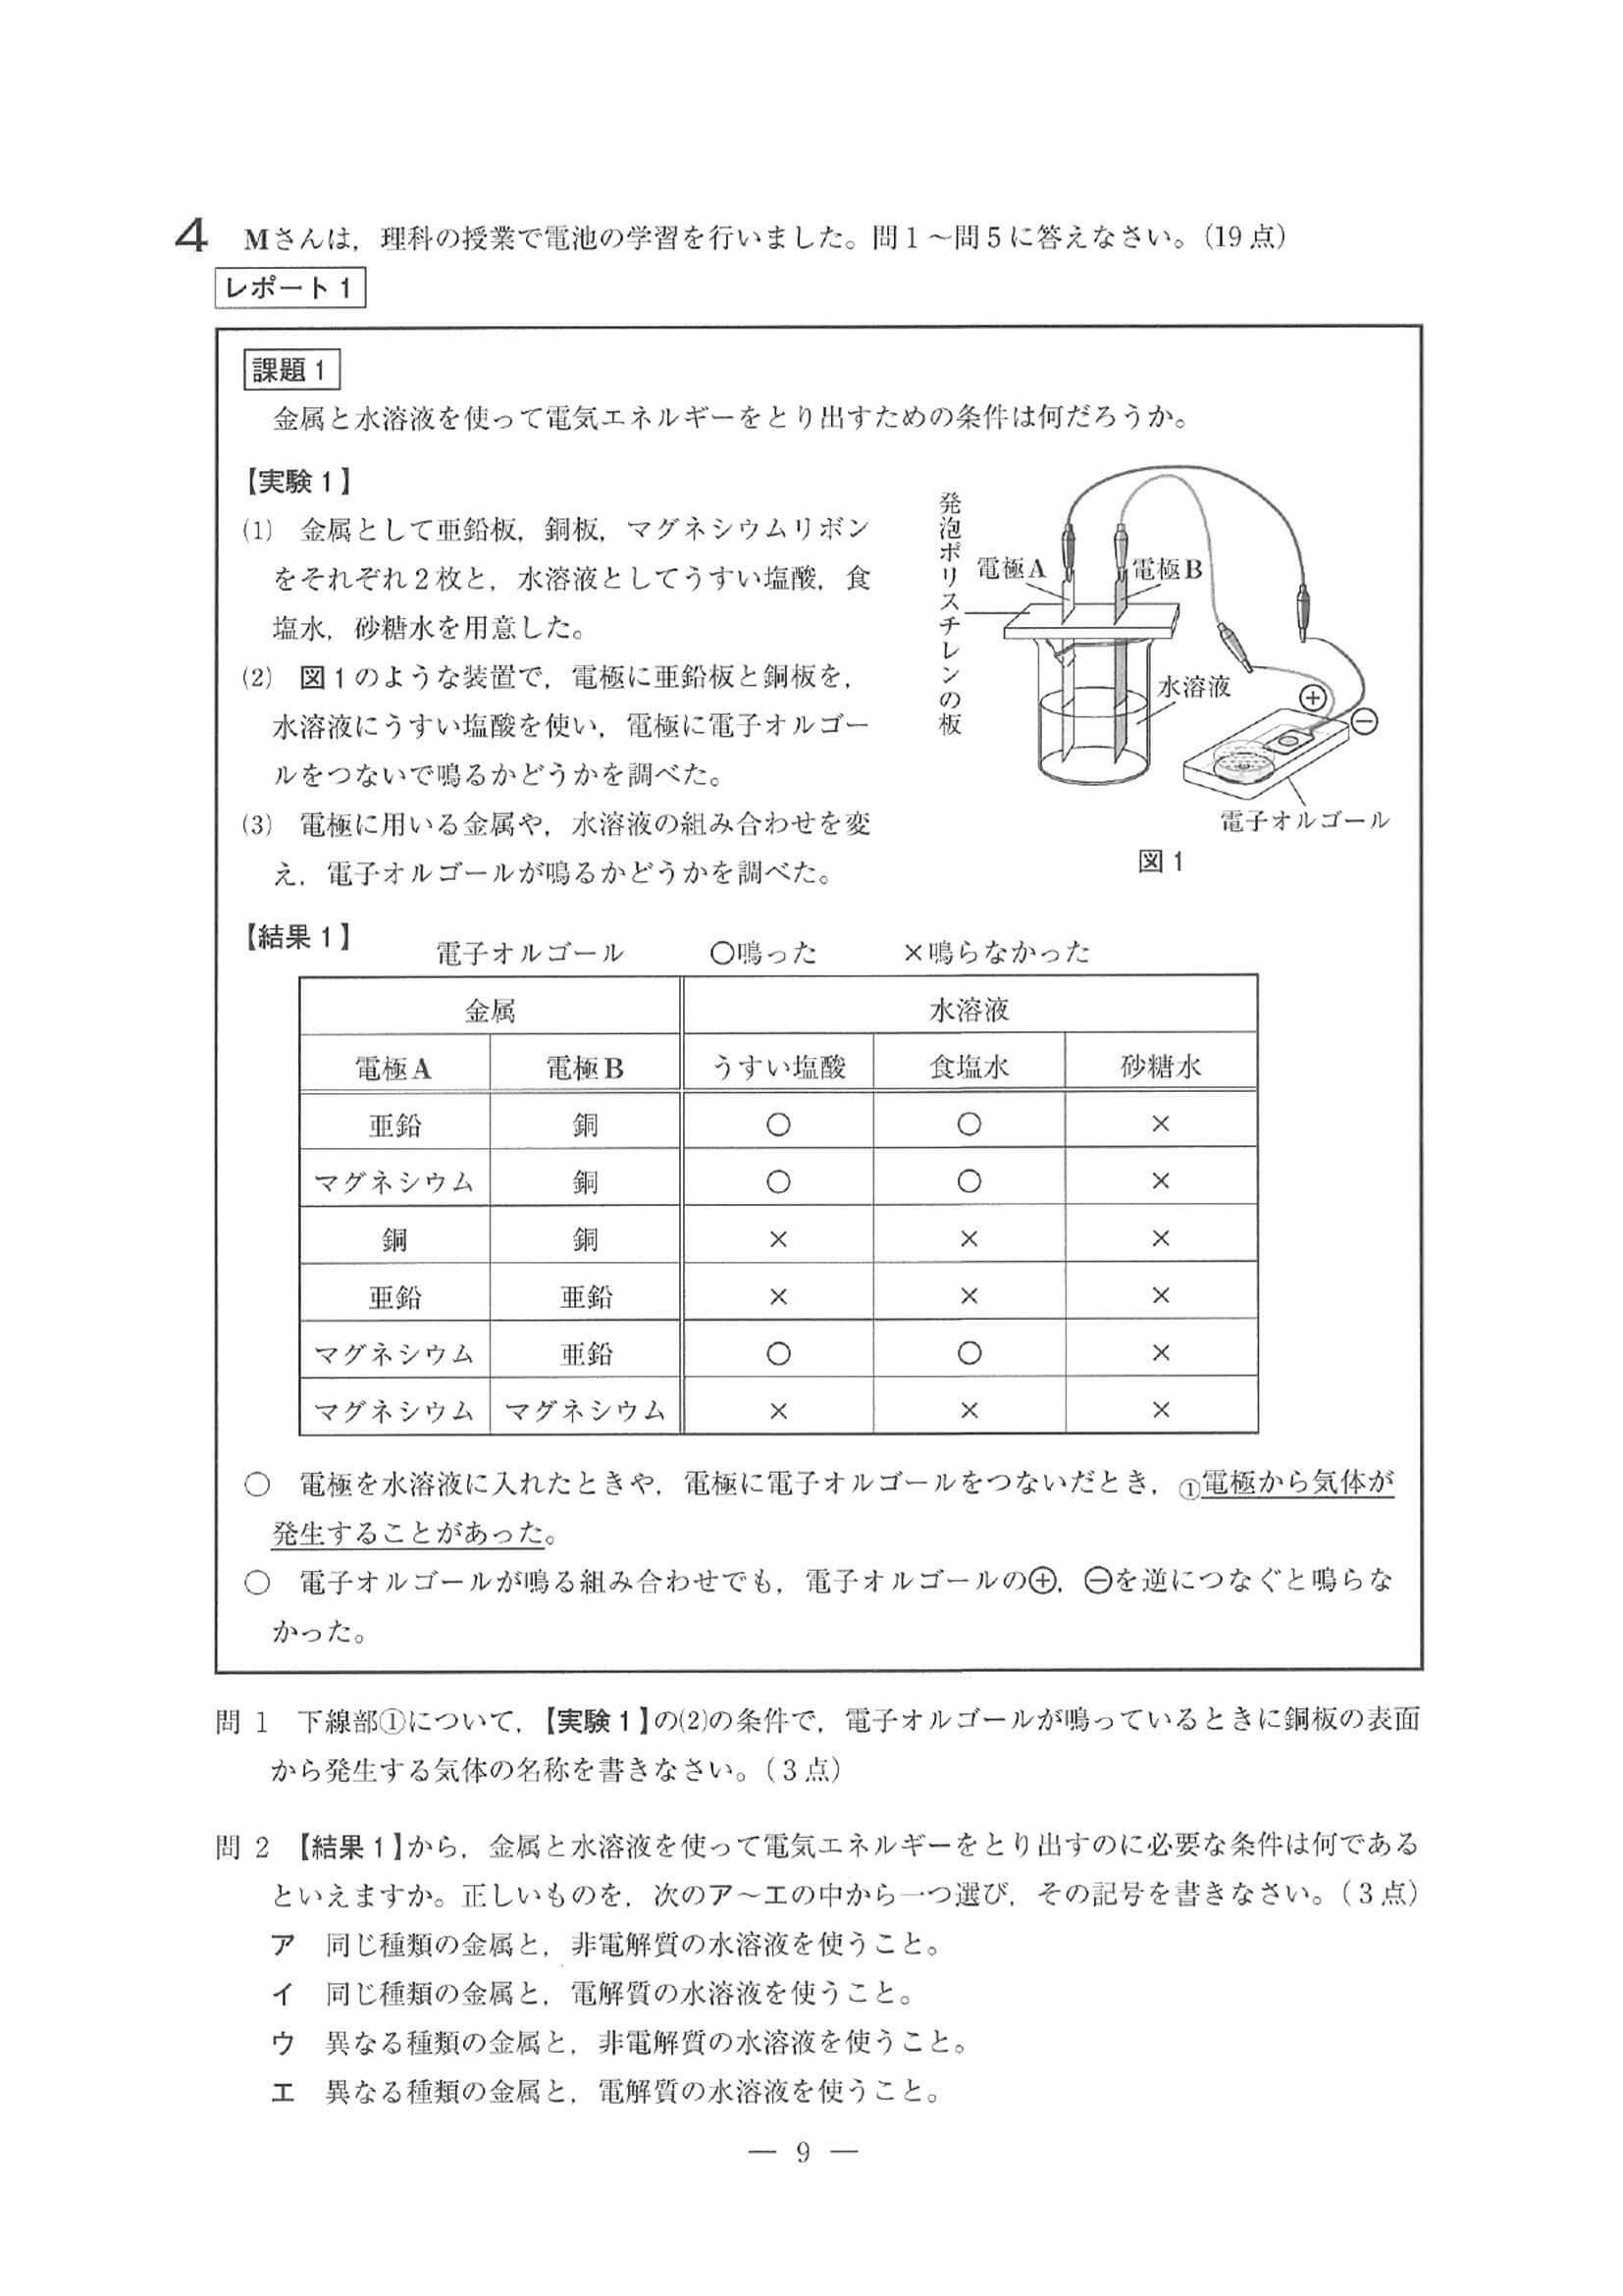 4 Mさんは，理科の授業で電池の学習を行いました。問1～問5に答えなさい。(19点)
レポート1
課題1
金属と水溶液を使って電気エネルギーをとり出すための条件は何だろうか。
【実験1】
(1) 金属として亜鉛板，銅板，マグネシウムリボン
をそれぞれ2枚と，水溶液としてうすい塩酸，食
塩水，砂糖水を用意した。
(2) 図1のような装置で，電極に亜鉛板と銅板を，
水溶液にうすい塩酸を使い，電極に電子オルゴー
ルをつないで鳴るかどうかを調べた。
(3) 電極に用いる金属や，水溶液の組み合わせを変
え，電子オルゴールが鳴るかどうかを調べた。
発泡ポリスチレンの板
電極A
電極B
水溶液
＋
－
電子オルゴール
図1
【結果1】
電子オルゴール ○鳴った ×鳴らなかった
金属 水溶液
電極A 電極B うすい塩酸 食塩水 砂糖水
亜鉛 銅 ○ ○ ×
マグネシウム 銅 ○ ○ ×
銅 銅 × × ×
亜鉛 亜鉛 × × ×
マグネシウム 亜鉛 ○ ○ ×
マグネシウム マグネシウム × × ×
○ 電極を水溶液に入れたときや，電極に電子オルゴールをつないだとき，①電極から気体が
発生することがあった。
○ 電子オルゴールが鳴る組み合わせでも，電子オルゴールの⊕，⊖を逆につなぐと鳴らな
かった。
問1 下線部①について，【実験1】の(2)の条件で，電子オルゴールが鳴っているときに銅板の表面
から発生する気体の名称を書きなさい。(3点)
問2 【結果1】から，金属と水溶液を使って電気エネルギーをとり出すのに必要な条件は何である
といえますか。正しいものを，次のア～エの中から一つ選び，その記号を書きなさい。(3点)
ア 同じ種類の金属と，非電解質の水溶液を使うこと。
イ 同じ種類の金属と，電解質の水溶液を使うこと。
ウ 異なる種類の金属と，非電解質の水溶液を使うこと。
エ 異なる種類の金属と，電解質の水溶液を使うこと。
― 9 ―